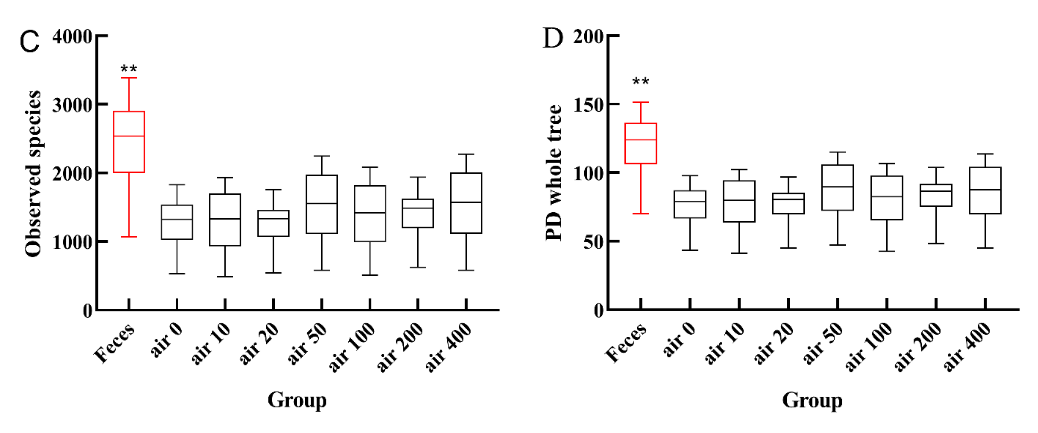 C
Observed species
4000
3000
2000
1000
0
**
Feces
air 0
air 10
air 20
air 50
air 100
air 200
air 400
Group
D
PD whole tree
200
150
100
50
0
**
Feces
air 0
air 10
air 20
air 50
air 100
air 200
air 400
Group